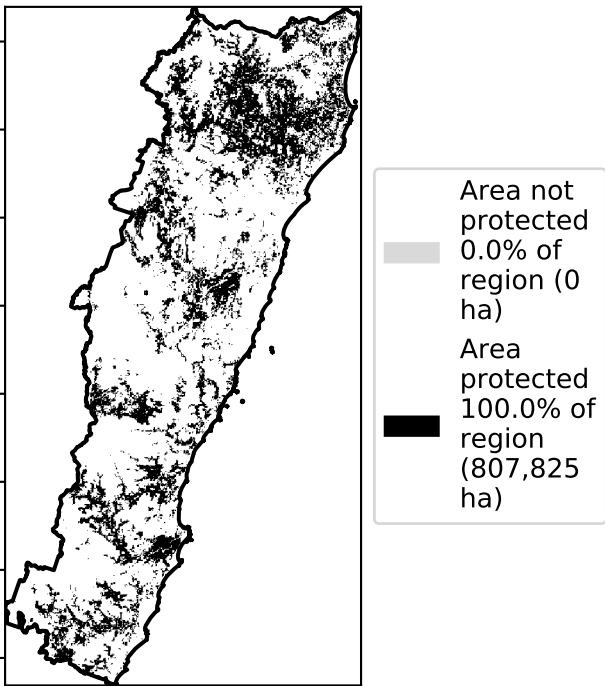 Area not
protected
0.0% of
region (0
ha)
Area
protected
100.0% of
region
(807,825
ha)